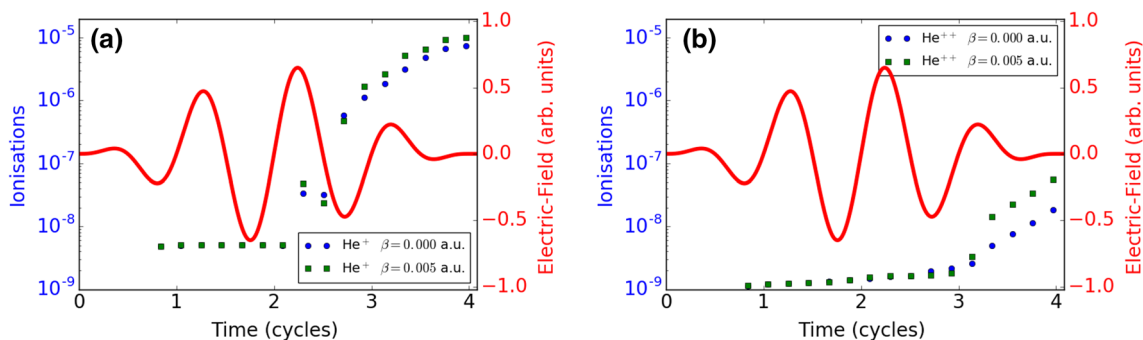 (a)
Ionisations
10⁻⁵
10⁻⁶
10⁻⁷
10⁻⁸
10⁻⁹
0 1 2 3 4
Time (cycles)
1.0
0.5
0.0
−0.5
−1.0
Electric-Field (arb. units)
He⁺ β=0.000 a.u.
He⁺ β=0.005 a.u.
(b)
Ionisations
10⁻⁵
10⁻⁶
10⁻⁷
10⁻⁸
10⁻⁹
0 1 2 3 4
Time (cycles)
1.0
0.5
0.0
−0.5
−1.0
Electric-Field (arb. units)
He⁺⁺ β=0.000 a.u.
He⁺⁺ β=0.005 a.u.